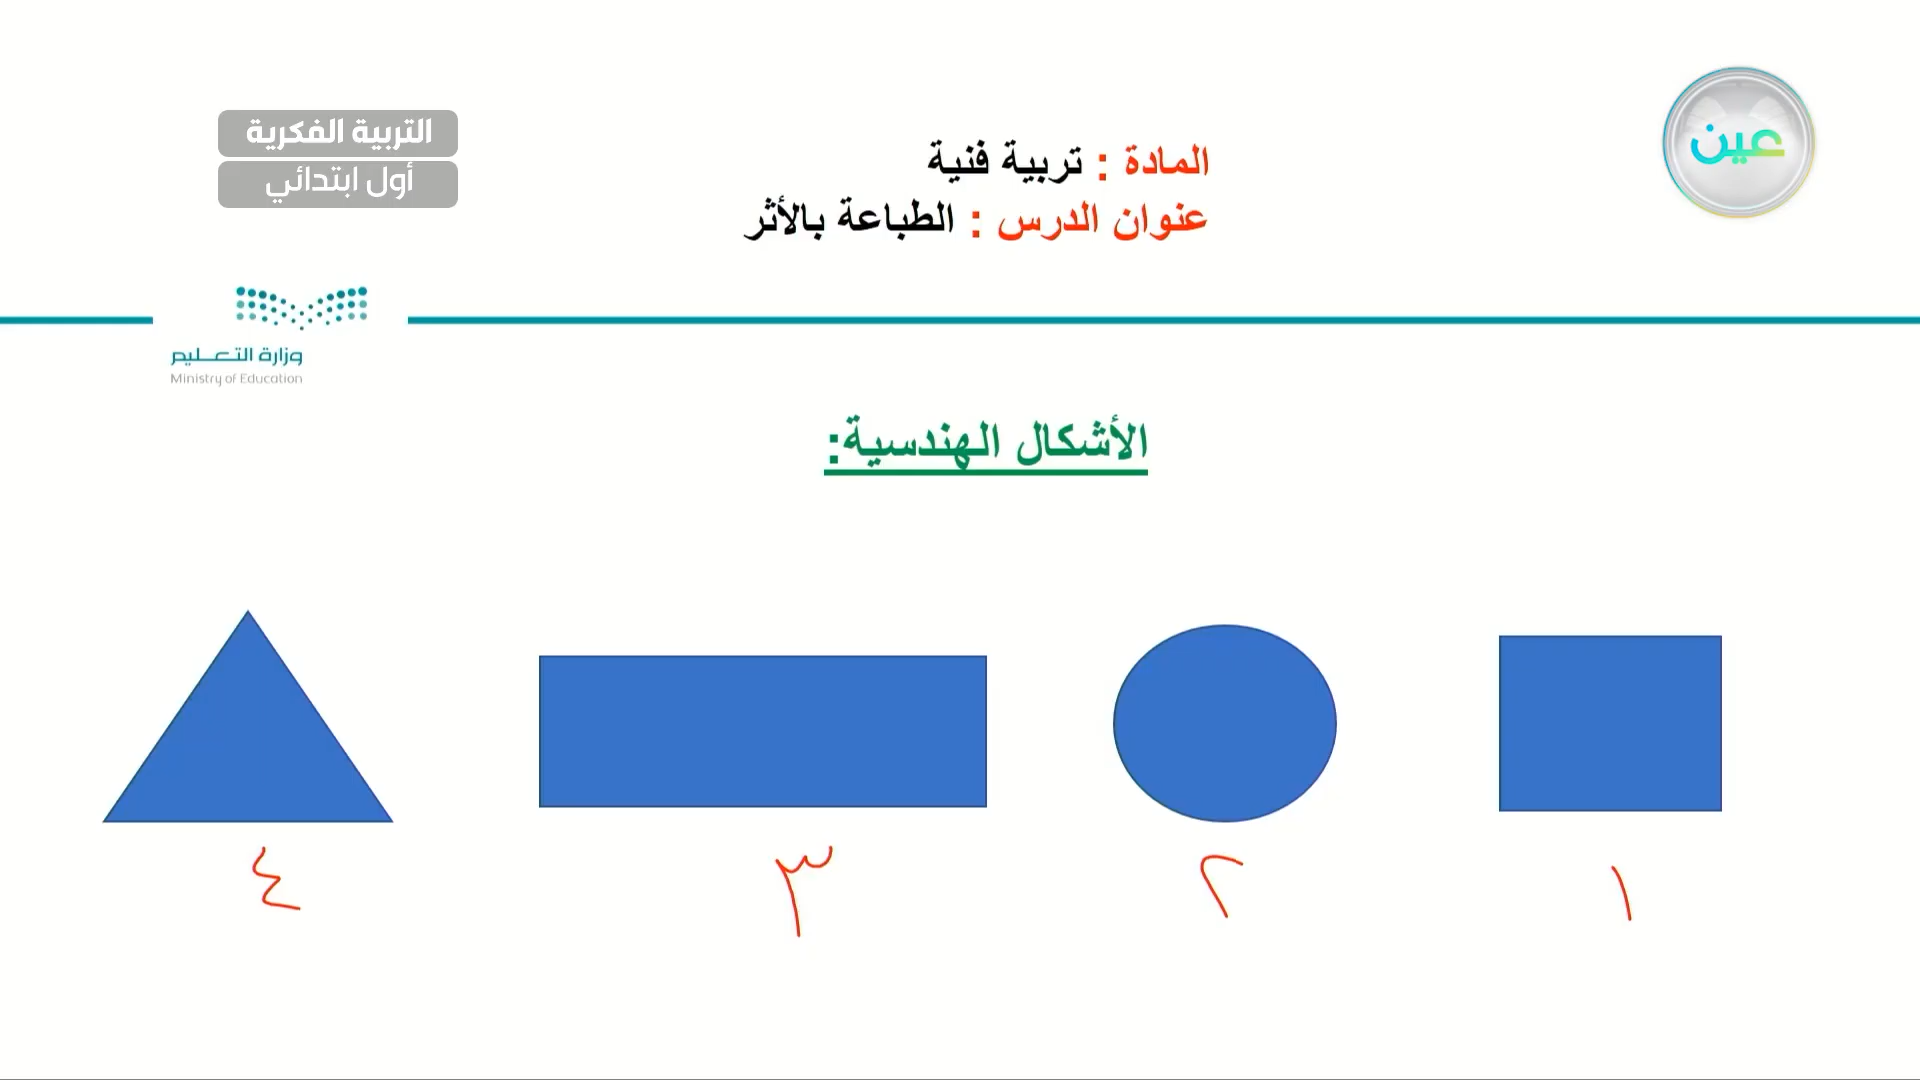 عين
التربية الفكرية
أول ابتدائي
المادة : تربية فنية
عنوان الدرس : الطباعة بالأثر
وزارة التعليم
Ministry of Education
الأشكال الهندسية:
١ ٢ ٣ ٤